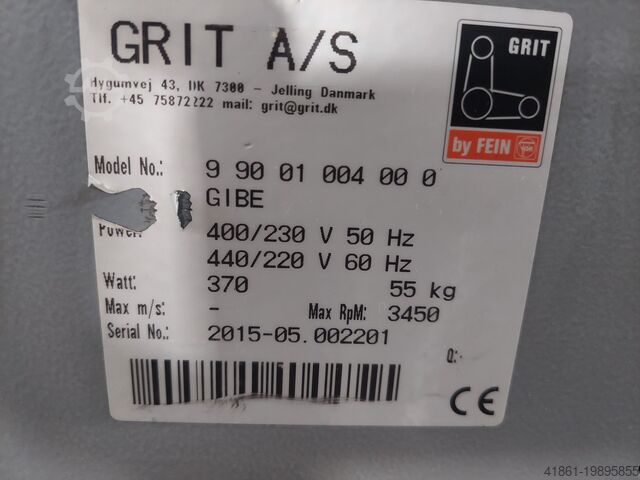 GRIT A/S
Hygumvej 43, DK 7300 - Jelling Danmark
Tlf. +45 75872222 mail: grit@grit.dk
GRIT
by FEIN
Model No.: 9 90 01 004 00 0
GIBE
Power: 400/230 V 50 Hz
440/220 V 60 Hz
Watt: 370 55 kg
Max m/s: - Max RpM: 3450
Serial No.: 2015-05.002201
Q:
CE
41861-19895855